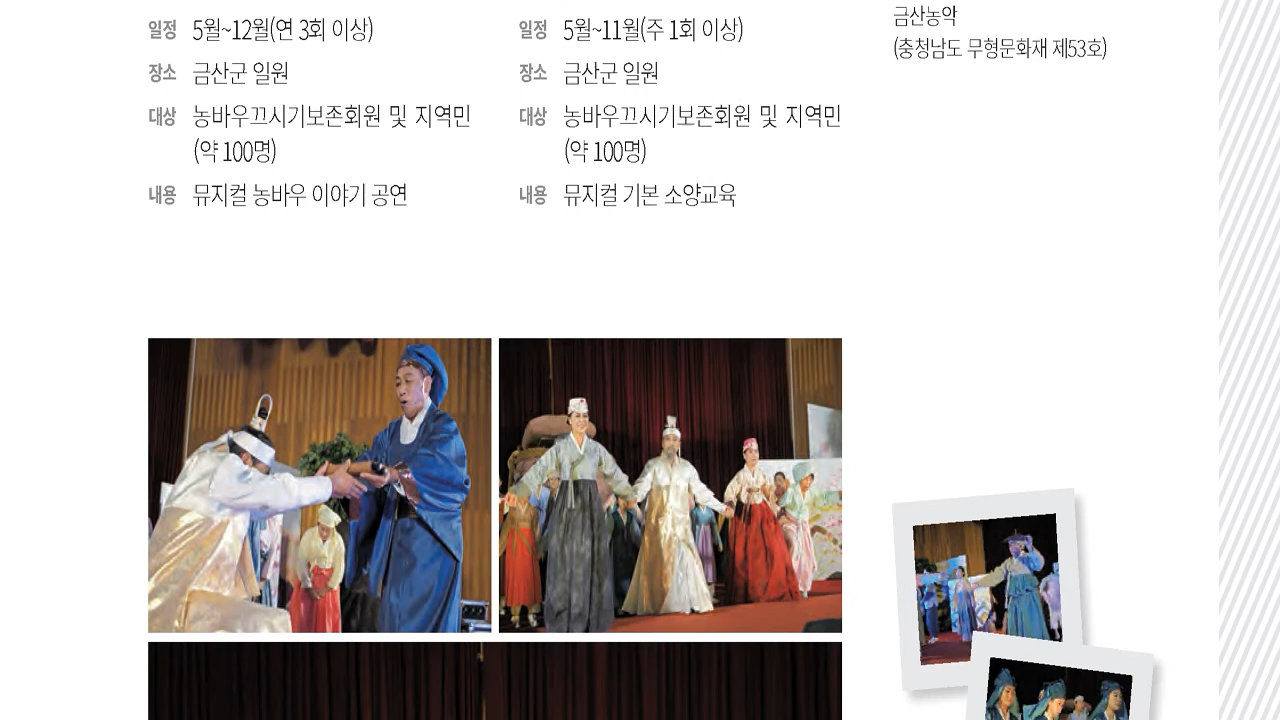 일정 5월~12월(연 3회 이상)
장소 금산군 일원
대상 농바우끄시기보존회원 및 지역민
(약 100명)
내용 뮤지컬 농바우 이야기 공연
일정 5월~11월(주 1회 이상)
장소 금산군 일원
대상 농바우끄시기보존회원 및 지역민
(약 100명)
내용 뮤지컬 기본 소양교육
금산농악
(충청남도 무형문화재 제53호)